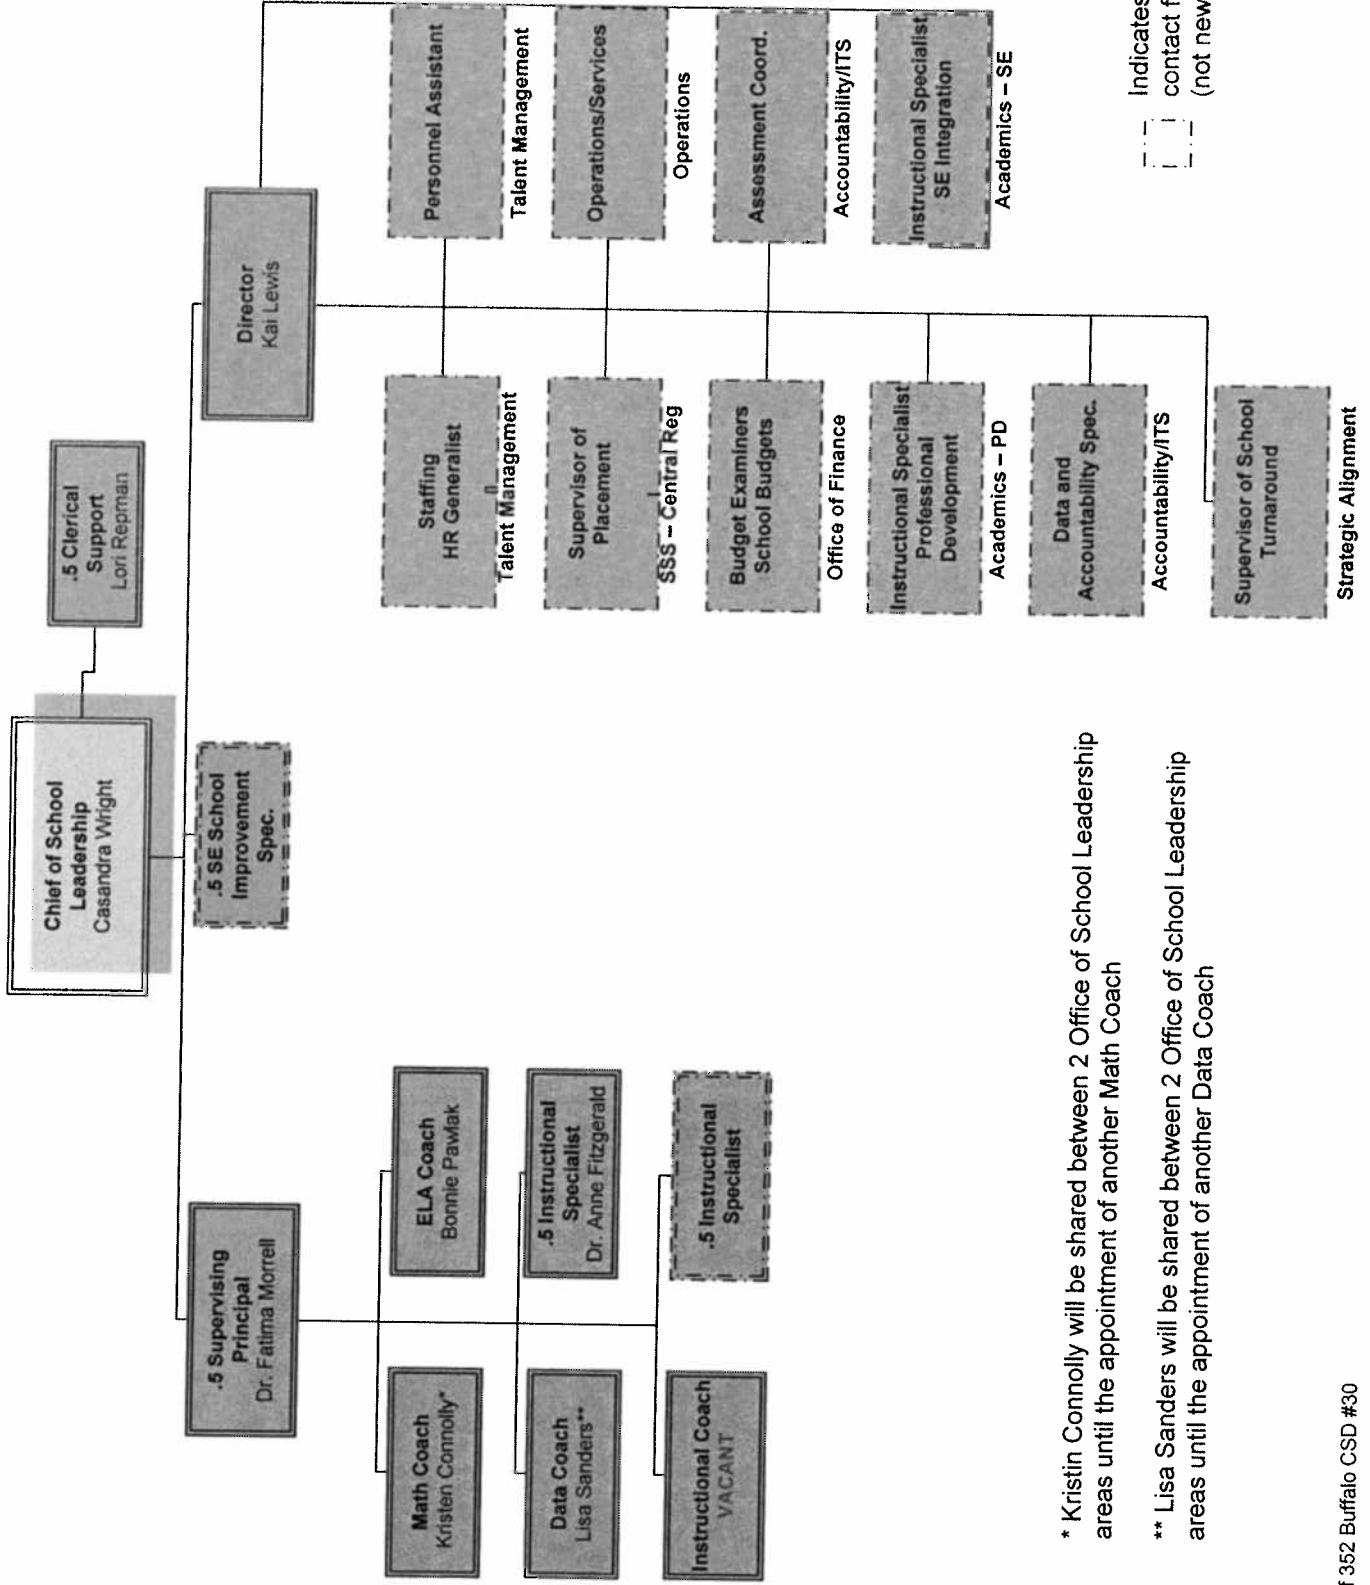 Chief of School
Leadership
Casandra Wright
.5 Clerical
Support
Lori Repman
.5 Supervising
Principal
Dr. Fatima Morrell
.5 SE School
Improvement
Spec.
Director
Kai Lewis
Math Coach
Kristen Connolly*
ELA Coach
Bonnie Pawlak
Data Coach
Lisa Sanders**
.5 Instructional
Specialist
Dr. Anne Fitzgerald
Instructional Coach
VACANT
.5 Instructional
Specialist
Staffing
HR Generalist
Talent Management
Personnel Assistant
Talent Management
Supervisor of
Placement
SSS – Central Reg
Operations/Services
Operations
Budget Examiners
School Budgets
Office of Finance
Assessment Coord.
Accountability/ITS
Instructional Specialist
Professional
Development
Academics – PD
Instructional Specialist
SE Integration
Academics – SE
Data and
Accountability Spec.
Accountability/ITS
Supervisor of School
Turnaround
Strategic Alignment
Indicates
contact f
(not new
* Kristin Connolly will be shared between 2 Office of School Leadership
areas until the appointment of another Math Coach
** Lisa Sanders will be shared between 2 Office of School Leadership
areas until the appointment of another Data Coach
f 352 Buffalo CSD #30